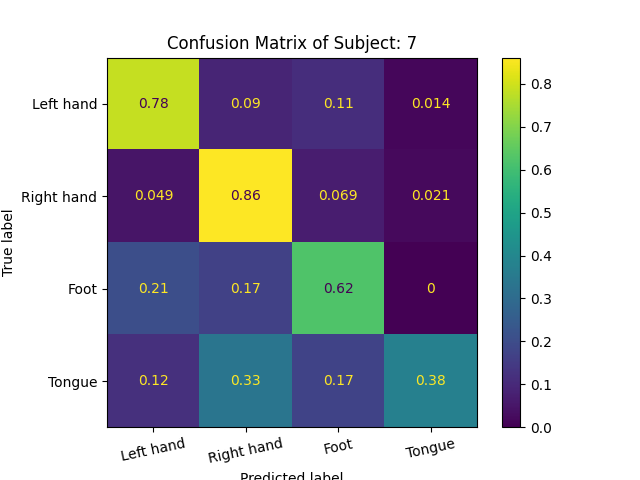 Confusion Matrix of Subject: 7
True label
Left hand 0.78 0.09 0.11 0.014
Right hand 0.049 0.86 0.069 0.021
Foot 0.21 0.17 0.62 0
Tongue 0.12 0.33 0.17 0.38
Left hand Right hand Foot Tongue
Predicted label
0.8
0.7
0.6
0.5
0.4
0.3
0.2
0.1
0.0